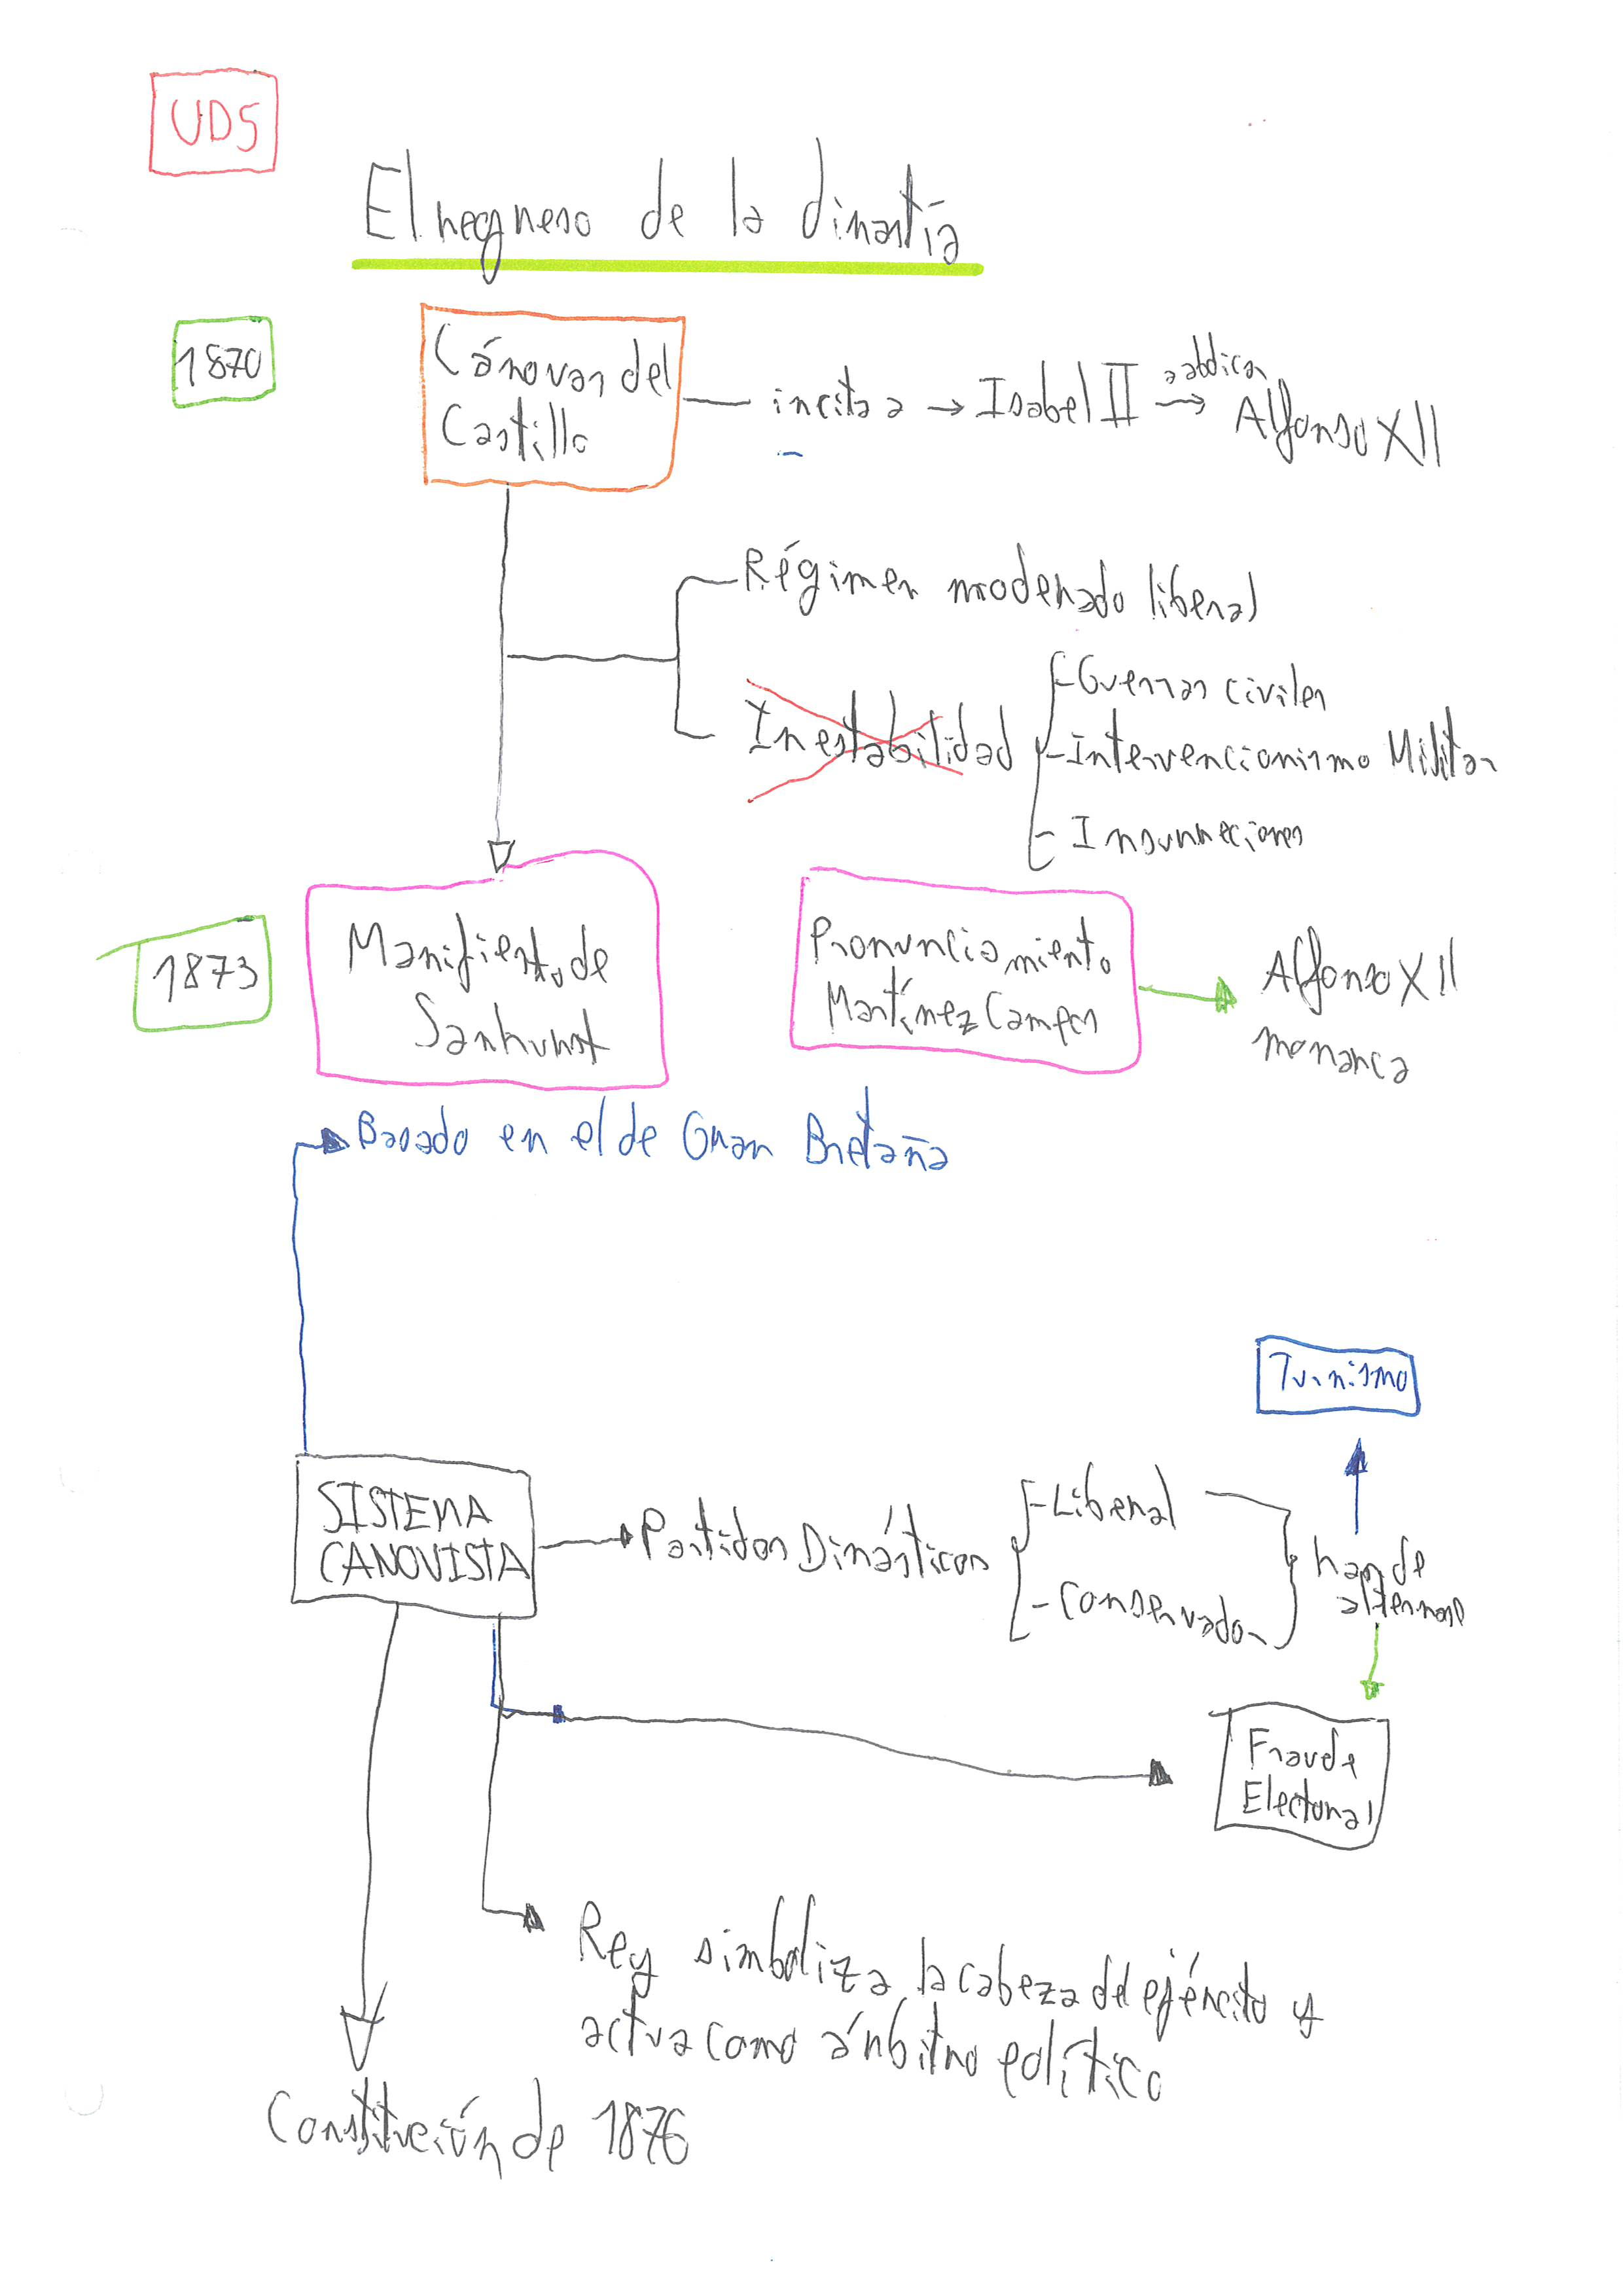 UD5
El regreso de la dinastía
1870
Cánovas del
Castillo
incita a → Isabel II → Alfonso XII
a abdicar
Régimen moderado liberal
Inestabilidad
- Guerras civiles
- Intervencionismo Militar
- Insurrecciones
1873
Manifiesto de
Sanhurst
Pronunciamiento
Martínez Campos
Alfonso XII
monarca
Basado en el de Gran Bretaña
Turnismo
SISTEMA
CANOVISTA
Partidos Dinásticos
- Liberal
- Conservador
han de
alternarse
Fraude
Electoral
Rey simboliza la cabeza del ejército y
actua como árbitro político
Constitución de 1876